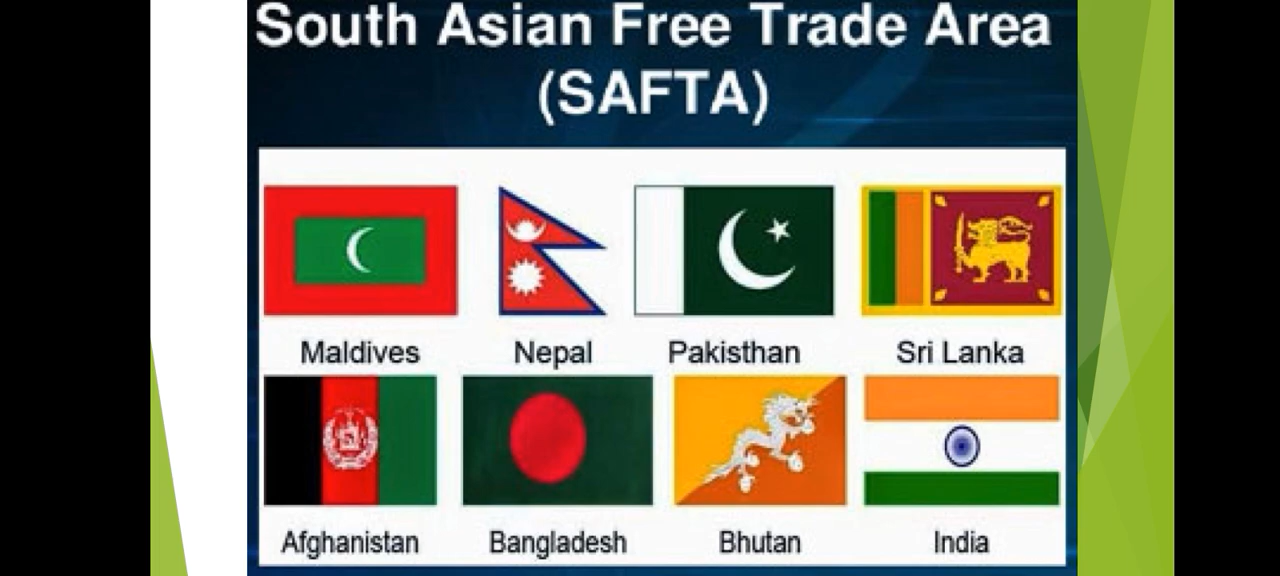 South Asian Free Trade Area
(SAFTA)
Maldives Nepal Pakisthan Sri Lanka
Afghanistan Bangladesh Bhutan India